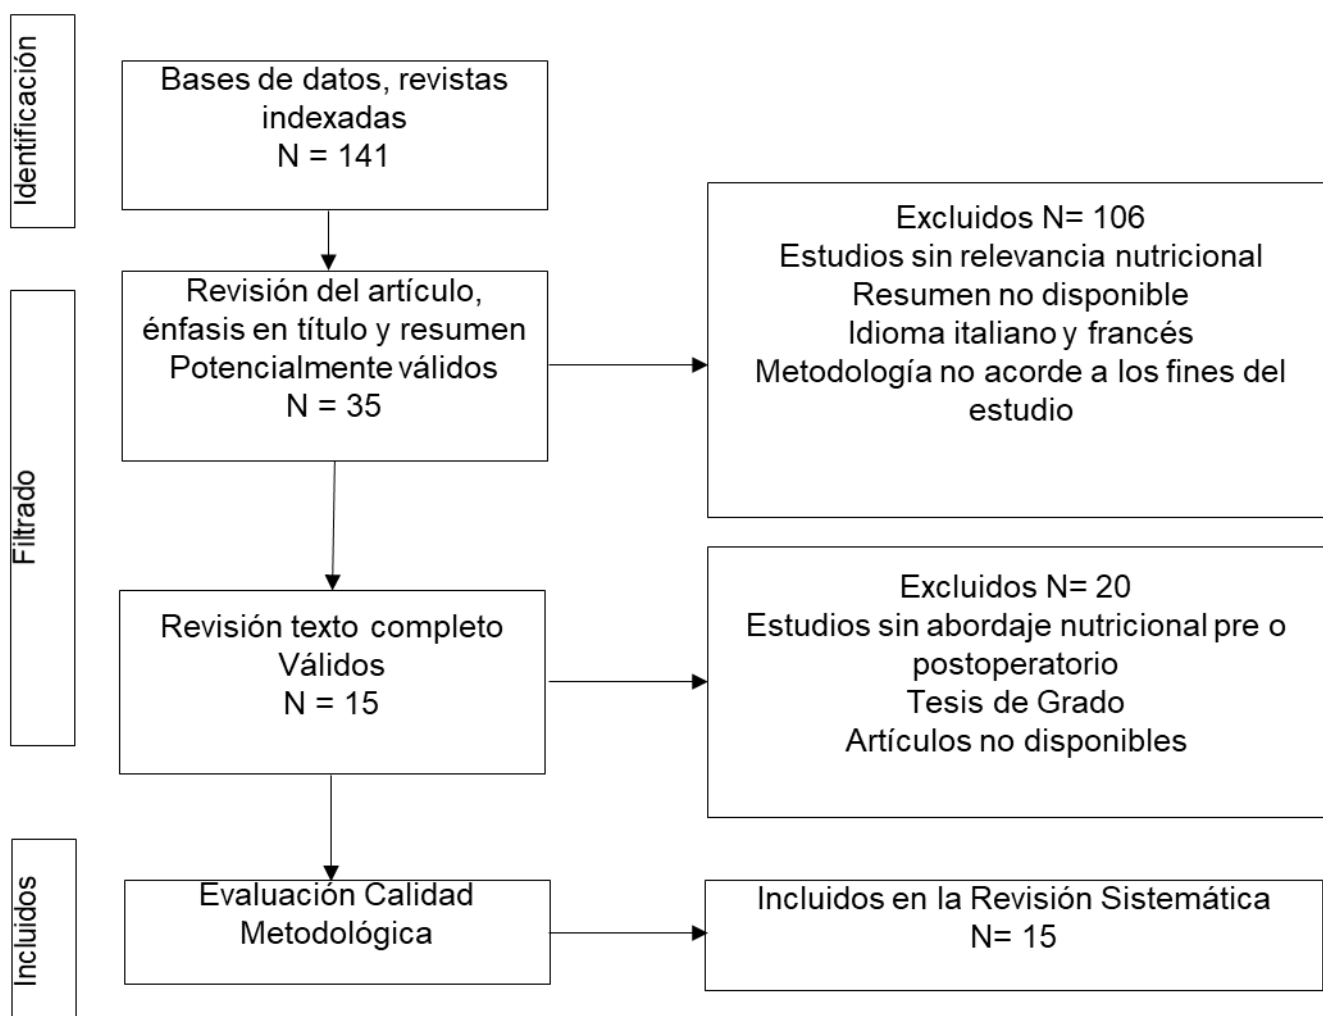 Identificación
Bases de datos, revistas
indexadas
N = 141
Filtrado
Revisión del artículo,
énfasis en título y resumen
Potencialmente válidos
N = 35
Excluidos N= 106
Estudios sin relevancia nutricional
Resumen no disponible
Idioma italiano y francés
Metodología no acorde a los fines del
estudio
Revisión texto completo
Válidos
N = 15
Excluidos N= 20
Estudios sin abordaje nutricional pre o
postoperatorio
Tesis de Grado
Artículos no disponibles
Incluidos
Evaluación Calidad
Metodológica
Incluidos en la Revisión Sistemática
N= 15